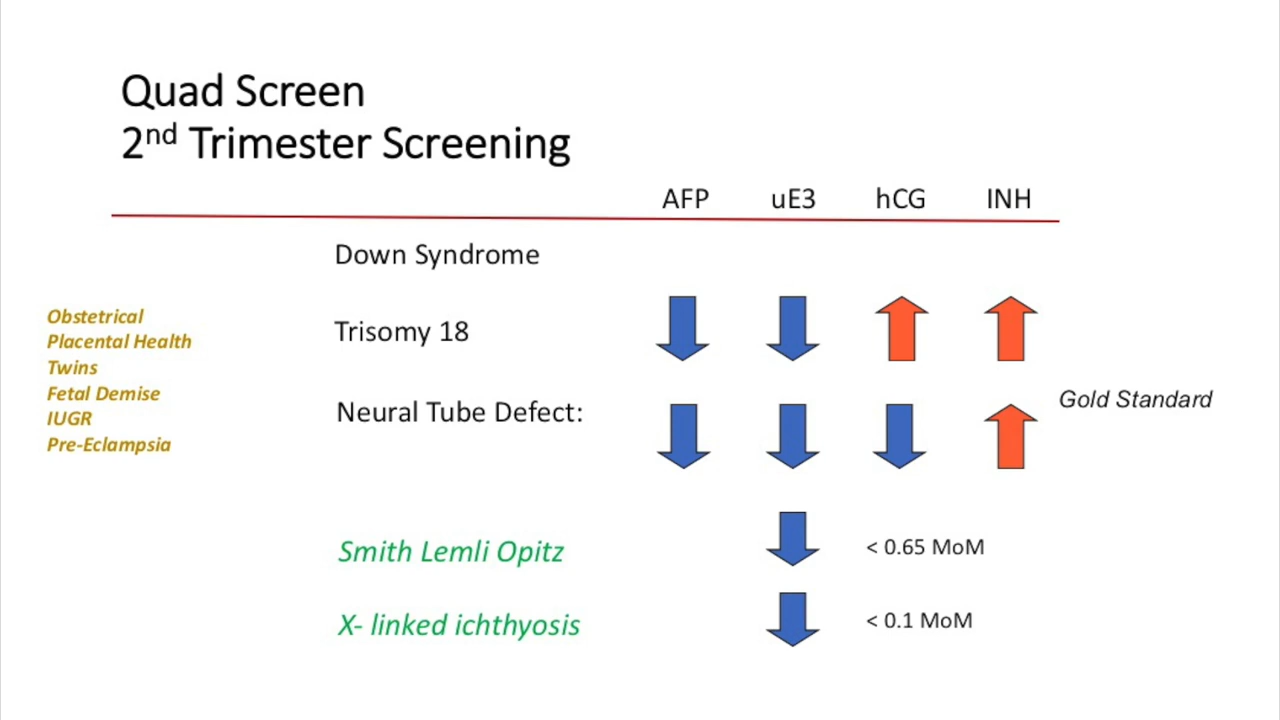 Quad Screen
2nd Trimester Screening
AFP uE3 hCG INH
Down Syndrome
Obstetrical
Placental Health
Twins
Fetal Demise
IUGR
Pre-Eclampsia
Trisomy 18
Neural Tube Defect:
Gold Standard
Smith Lemli Opitz < 0.65 MoM
X- linked ichthyosis < 0.1 MoM